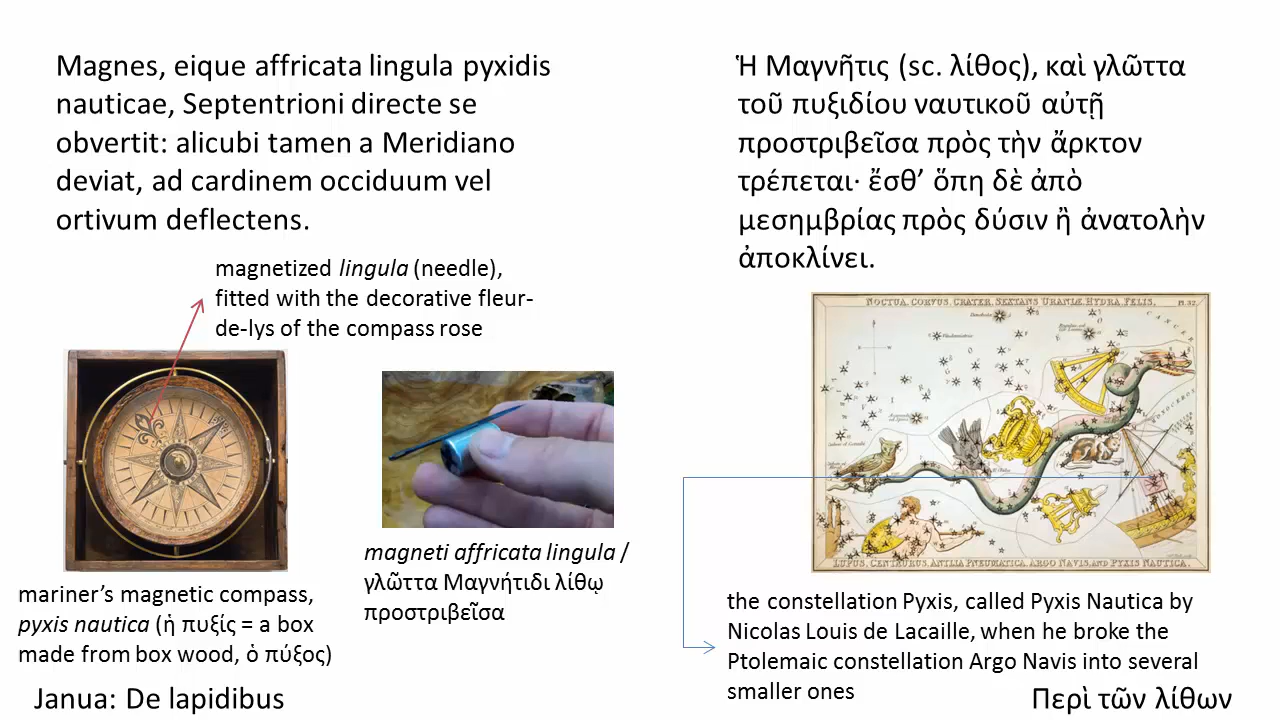 Magnes, eique affricata lingula pyxidis
nauticae, Septentrioni directe se
obvertit: alicubi tamen a Meridiano
deviat, ad cardinem occiduum vel
ortivum deflectens.
Ἡ Μαγνῆτις (sc. λίθος), καὶ γλῶττα
τοῦ πυξιδίου ναυτικοῦ αὐτῇ
προστριβεῖσα πρὸς τὴν ἄρκτον
τρέπεται· ἔσθ’ ὅπη δὲ ἀπὸ
μεσημβρίας πρὸς δύσιν ἢ ἀνατολὴν
ἀποκλίνει.
magnetized lingula (needle),
fitted with the decorative fleur-
de-lys of the compass rose
magneti affricata lingula /
γλῶττα Μαγνήτιδι λίθῳ
προστριβεῖσα
mariner’s magnetic compass,
pyxis nautica (ἡ πυξίς = a box
made from box wood, ὁ πύξος)
NOCTUA, CORVUS, CRATER, SEXTANS URANIÆ, HYDRA, FELIS,
LUPUS, CENTAURUS, ANTLIA PNEUMATICA, ARGO NAVIS, AND PYXIS NAUTICA.
the constellation Pyxis, called Pyxis Nautica by
Nicolas Louis de Lacaille, when he broke the
Ptolemaic constellation Argo Navis into several
smaller ones
Janua: De lapidibus
Περὶ τῶν λίθων